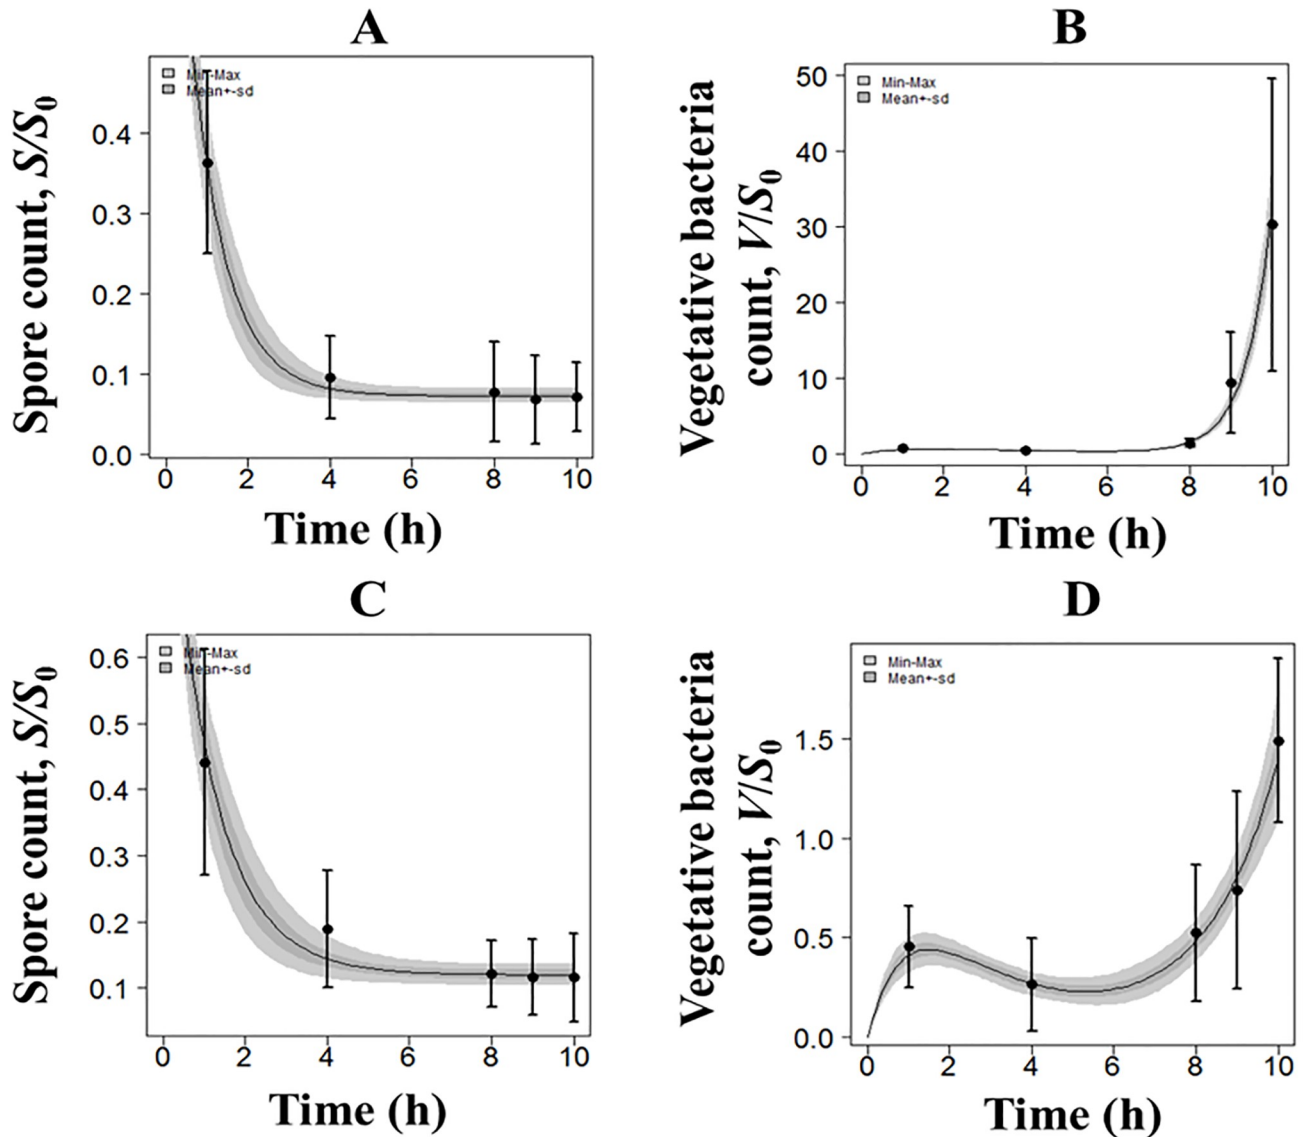 A
Min-Max
Mean+-sd
Spore count, S/S0
0.4
0.3
0.2
0.1
0.0
0 2 4 6 8 10
Time (h)
B
Min-Max
Mean+-sd
Vegetative bacteria
count, V/S0
50
40
30
20
10
0
0 2 4 6 8 10
Time (h)
C
Min-Max
Mean+-sd
Spore count, S/S0
0.6
0.5
0.4
0.3
0.2
0.1
0 2 4 6 8 10
Time (h)
D
Min-Max
Mean+-sd
Vegetative bacteria
count, V/S0
1.5
1.0
0.5
0.0
0 2 4 6 8 10
Time (h)